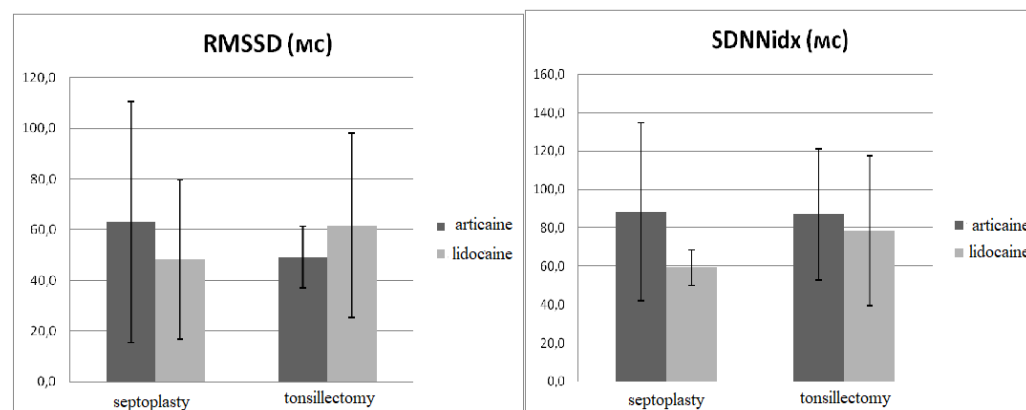 RMSSD (мс)
120,0
100,0
80,0
60,0
40,0
20,0
0,0
septoplasty
tonsillectomy
articaine
lidocaine
SDNNidx (мс)
160,0
140,0
120,0
100,0
80,0
60,0
40,0
20,0
0,0
septoplasty
tonsillectomy
articaine
lidocaine